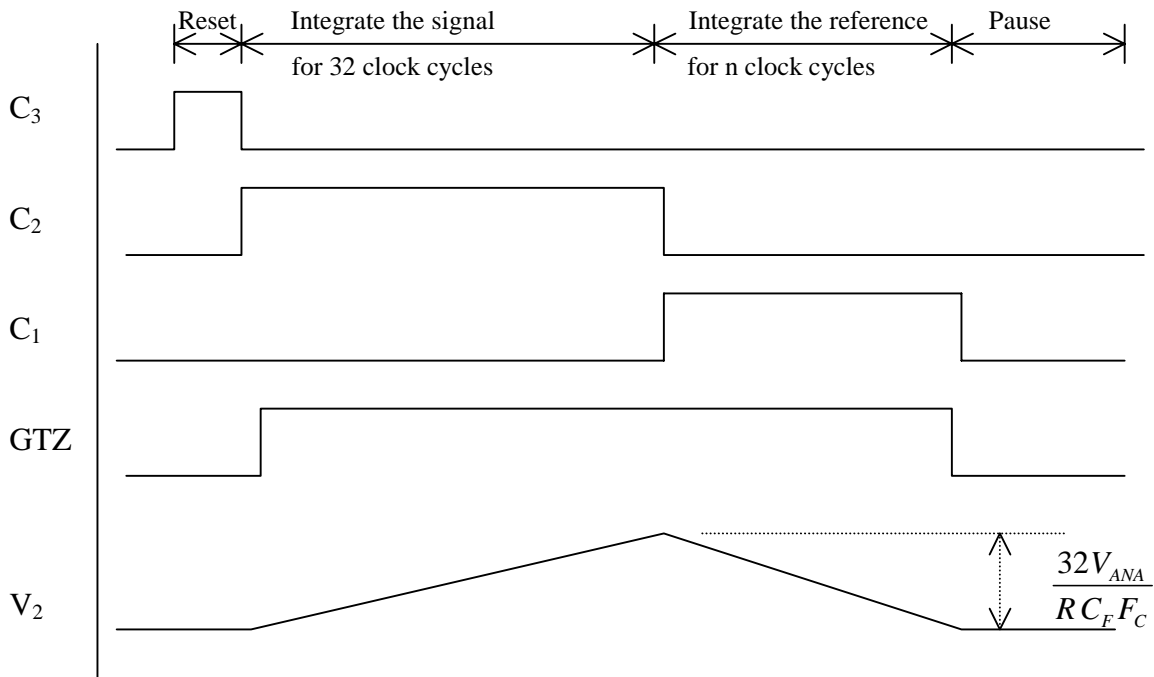 Reset
Integrate the signal
for 32 clock cycles
Integrate the reference
for n clock cycles
Pause
C₃
C₂
C₁
GTZ
V₂
32V_ANA
R C_F F_C